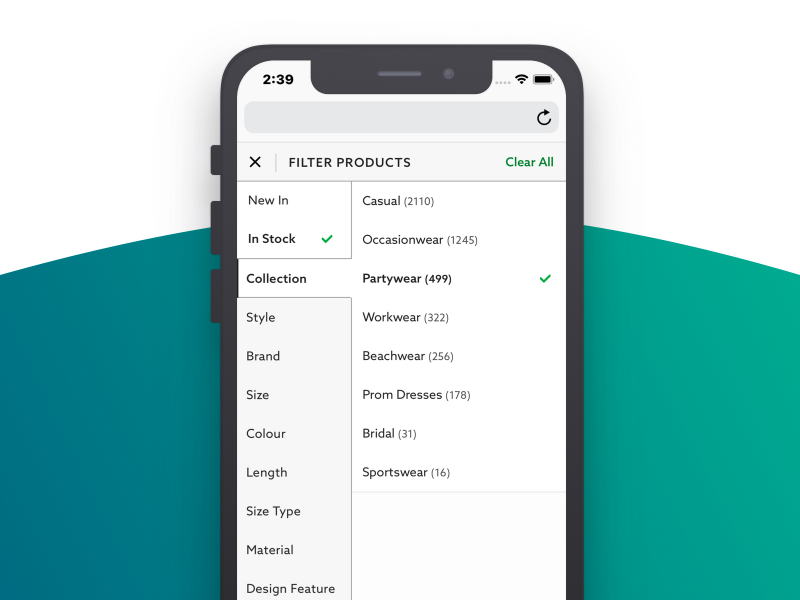 2:39
FILTER PRODUCTS
Clear All
New In
In Stock
Collection
Style
Brand
Size
Colour
Length
Size Type
Material
Design Feature
Casual (2110)
Occasionwear (1245)
Partywear (499)
Workwear (322)
Beachwear (256)
Prom Dresses (178)
Bridal (31)
Sportswear (16)